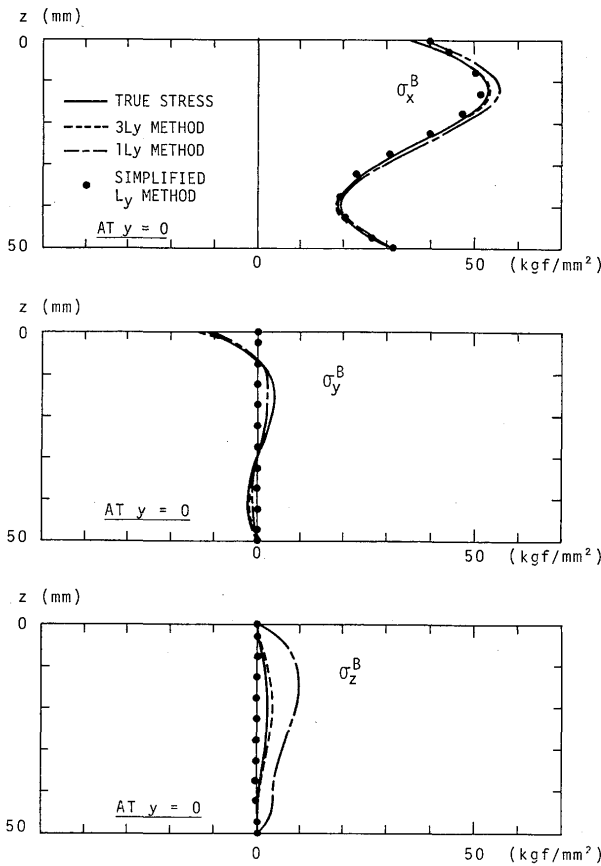 z (mm)
0
σxB
TRUE STRESS
3Ly METHOD
1Ly METHOD
SIMPLIFIED
Ly METHOD
AT y = 0
50
0
50
(kgf/mm²)
z (mm)
0
σyB
AT y = 0
50
0
50
(kgf/mm²)
z (mm)
0
σzB
AT y = 0
50
0
50
(kgf/mm²)